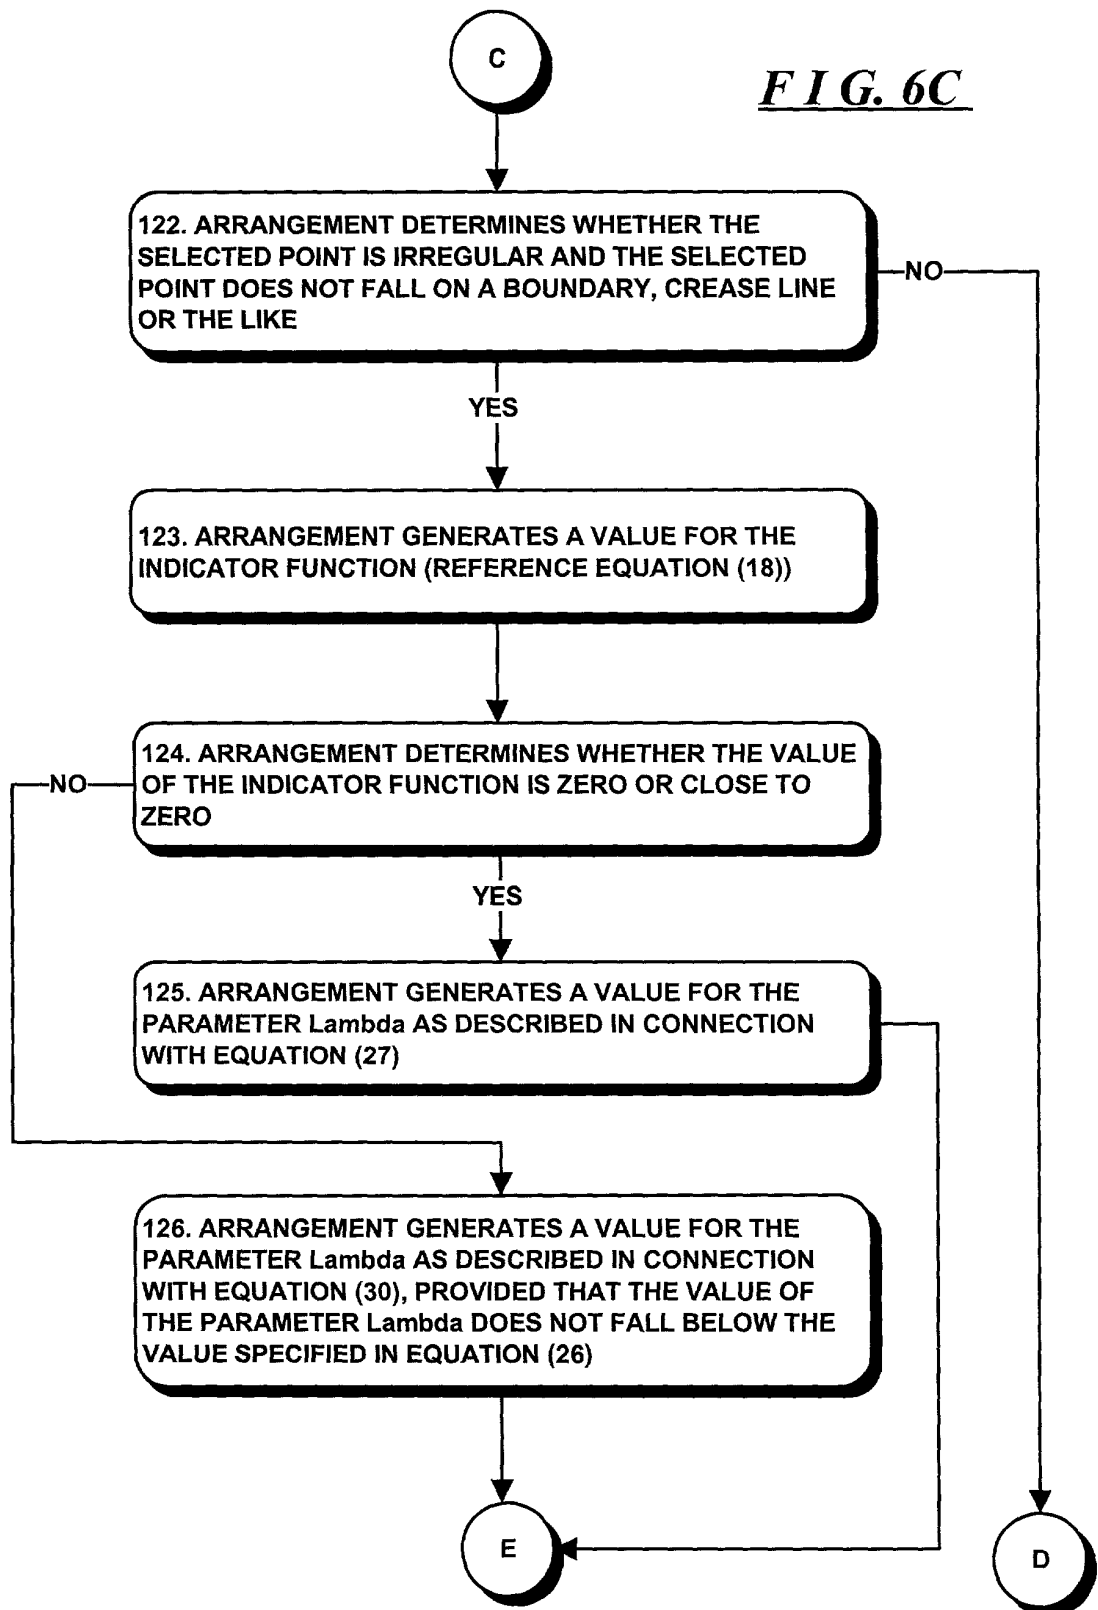 C
F I G. 6C
122. ARRANGEMENT DETERMINES WHETHER THE
SELECTED POINT IS IRREGULAR AND THE SELECTED
POINT DOES NOT FALL ON A BOUNDARY, CREASE LINE
OR THE LIKE
NO
YES
123. ARRANGEMENT GENERATES A VALUE FOR THE
INDICATOR FUNCTION (REFERENCE EQUATION (18))
124. ARRANGEMENT DETERMINES WHETHER THE VALUE
OF THE INDICATOR FUNCTION IS ZERO OR CLOSE TO
ZERO
NO
YES
125. ARRANGEMENT GENERATES A VALUE FOR THE
PARAMETER Lambda AS DESCRIBED IN CONNECTION
WITH EQUATION (27)
126. ARRANGEMENT GENERATES A VALUE FOR THE
PARAMETER Lambda AS DESCRIBED IN CONNECTION
WITH EQUATION (30), PROVIDED THAT THE VALUE OF
THE PARAMETER Lambda DOES NOT FALL BELOW THE
VALUE SPECIFIED IN EQUATION (26)
E
D